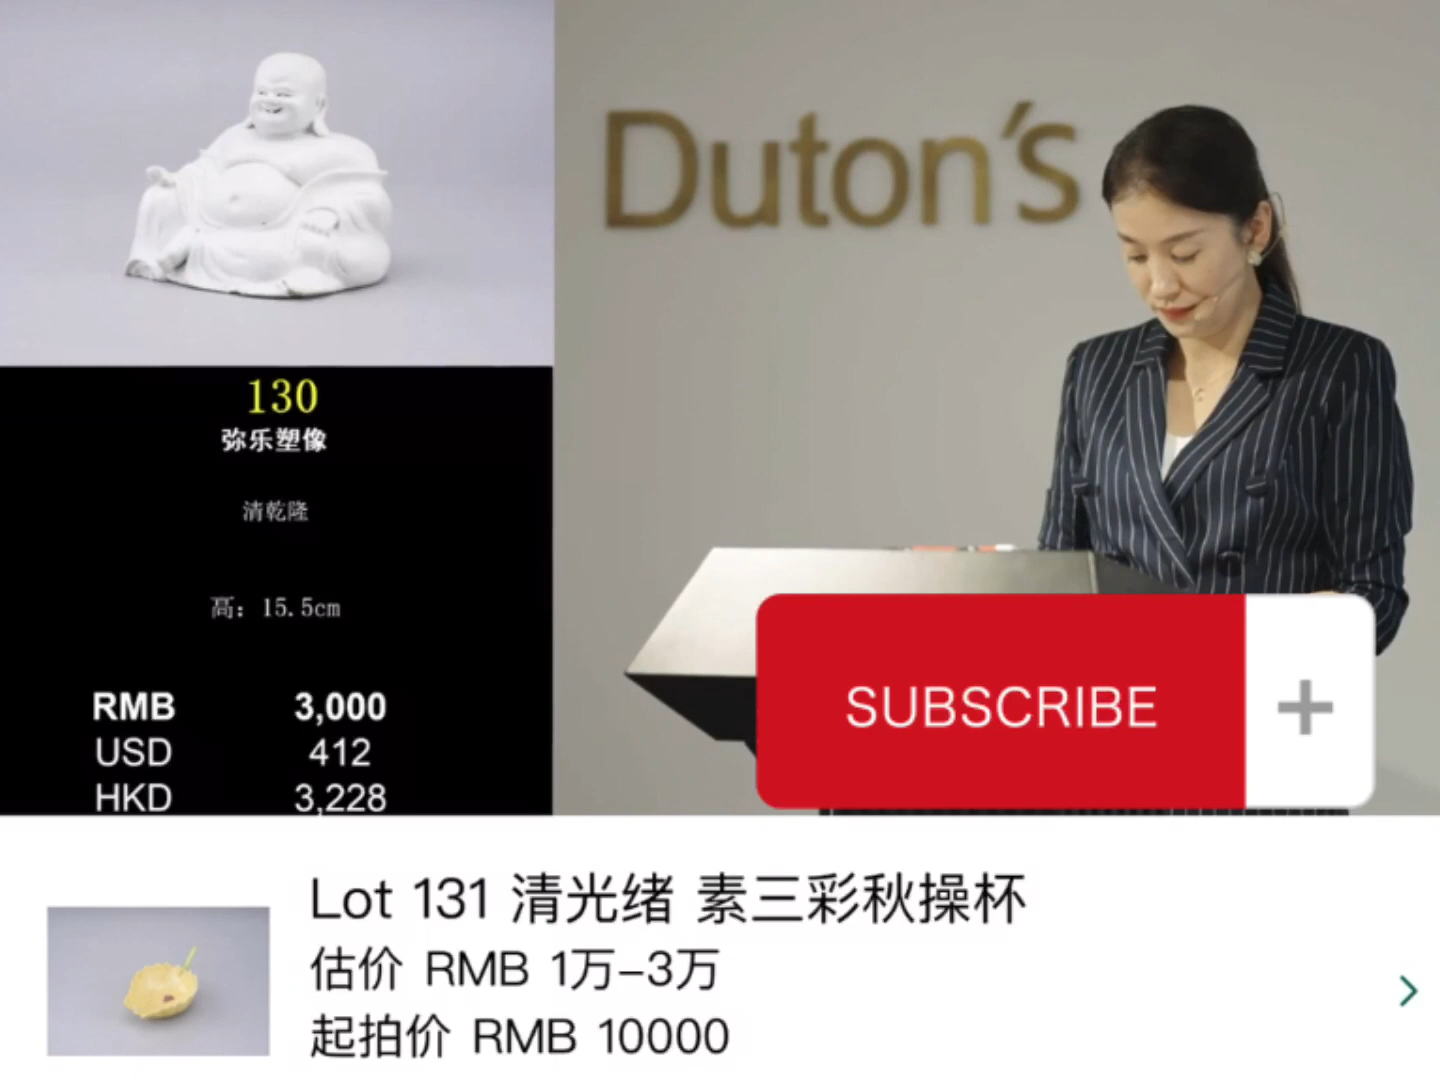 Duton's
130
弥乐塑像
清乾隆
高：15.5cm
RMB 3,000
USD 412
HKD 3,228
SUBSCRIBE
Lot 131 清光绪 素三彩秋操杯
估价 RMB 1万-3万
起拍价 RMB 10000